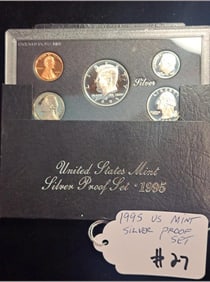 Silver
United States Mint
Silver Proof Set · 1995
1995 US MINT
SILVER PROOF
SET
#27